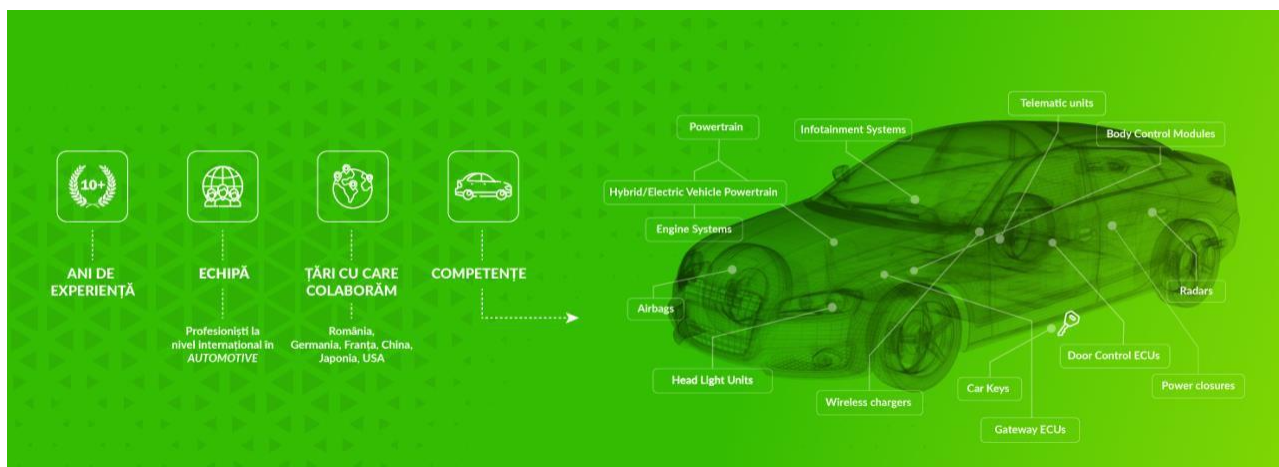 10+
ANI DE
EXPERIENȚĂ
ECHIPĂ
Profesioniști la
nivel internațional în
AUTOMOTIVE
ȚĂRI CU CARE
COLABORĂM
România,
Germania, Franța, China,
Japonia, USA
COMPETENȚE
Powertrain
Infotainment Systems
Telematic units
Body Control Modules
Hybrid/Electric Vehicle Powertrain
Engine Systems
Airbags
Radars
Head Light Units
Wireless chargers
Car Keys
Door Control ECUs
Power closures
Gateway ECUs